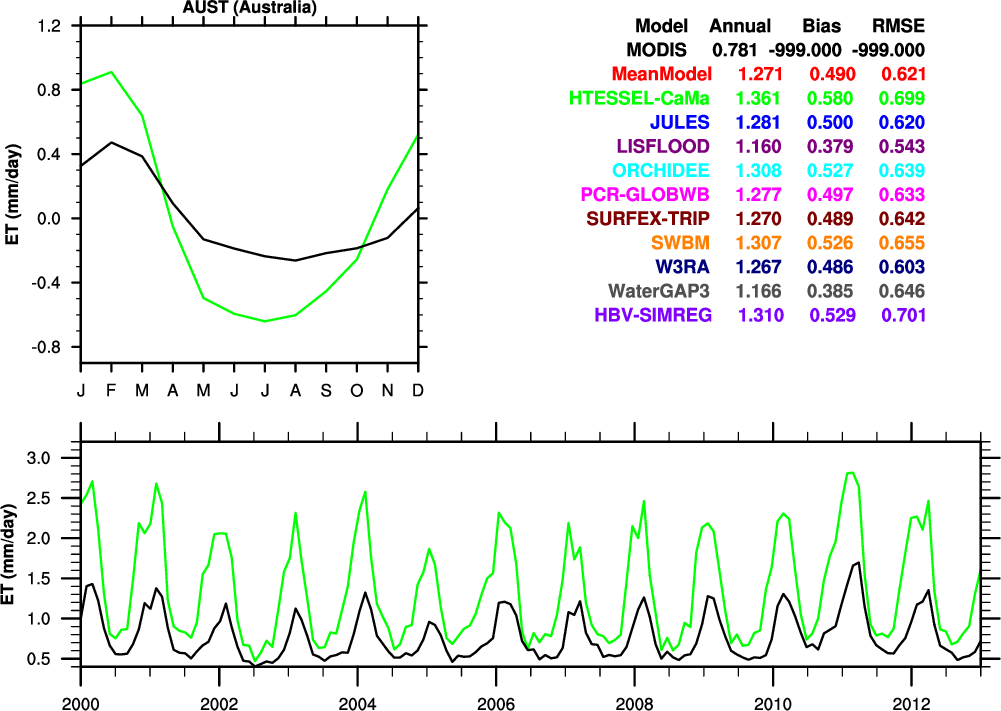 AUST (Australia)
1.2
0.8
0.4
0.0
-0.4
-0.8
ET (mm/day)
J F M A M J J A S O N D
Model Annual Bias RMSE
MODIS 0.781 -999.000 -999.000
MeanModel 1.271 0.490 0.621
HTESSEL-CaMa 1.361 0.580 0.699
JULES 1.281 0.500 0.620
LISFLOOD 1.160 0.379 0.543
ORCHIDEE 1.308 0.527 0.639
PCR-GLOBWB 1.277 0.497 0.633
SURFEX-TRIP 1.270 0.489 0.642
SWBM 1.307 0.526 0.655
W3RA 1.267 0.486 0.603
WaterGAP3 1.166 0.385 0.646
HBV-SIMREG 1.310 0.529 0.701
3.0
2.5
2.0
1.5
1.0
0.5
ET (mm/day)
2000 2002 2004 2006 2008 2010 2012